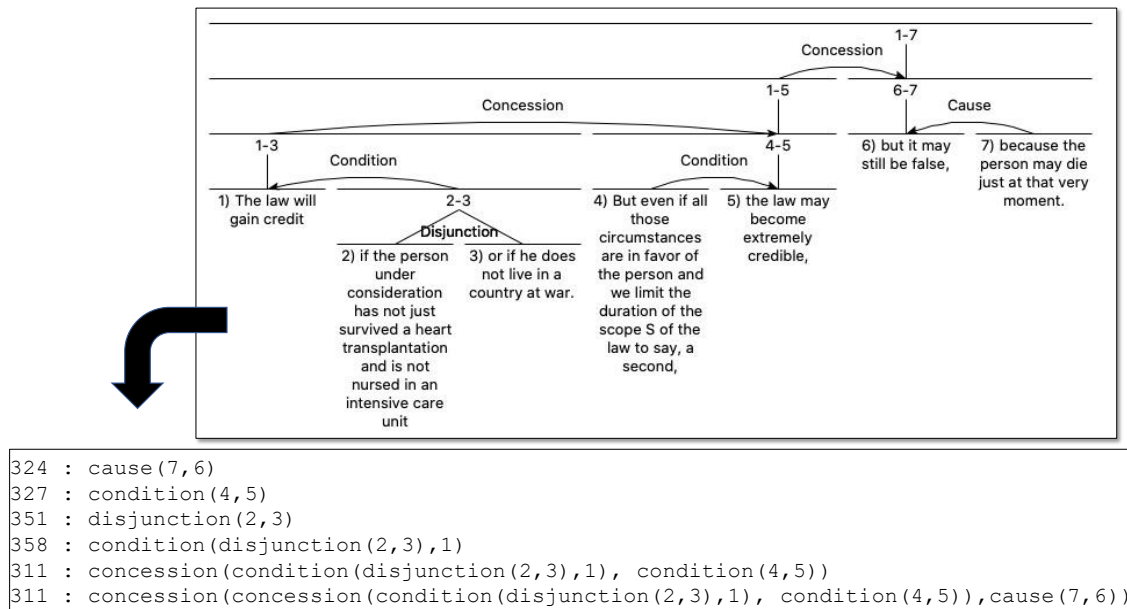 1-7
Concession
1-5
6-7
Concession
Cause
1-3
4-5
6) but it may
still be false,
7) because the
person may die
just at that very
moment.
Condition
Condition
1) The law will
gain credit
2-3
4) But even if all
those
circumstances
are in favor of
the person and
we limit the
duration of the
scope S of the
law to say, a
second,
5) the law may
become
extremely
credible,
Disjunction
2) if the person
under
consideration
has not just
survived a heart
transplantation
and is not
nursed in an
intensive care
unit
3) or if he does
not live in a
country at war.
324 : cause(7,6)
327 : condition(4,5)
351 : disjunction(2,3)
358 : condition(disjunction(2,3),1)
311 : concession(condition(disjunction(2,3),1), condition(4,5))
311 : concession(concession(condition(disjunction(2,3),1), condition(4,5)),cause(7,6))